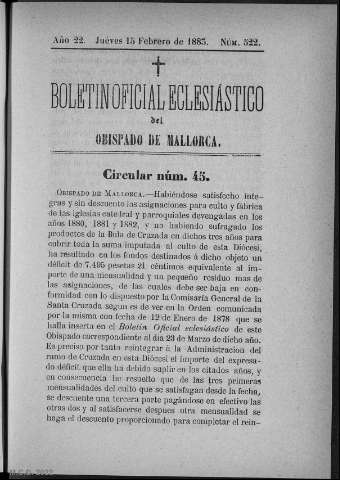 Año 22. Jueves 15 Febrero de 1883. Núm. 522.
BOLETIN OFICIAL ECLESIÁSTICO
del
OBISPADO DE MALLORCA.
Circular núm. 45.
OBISPADO DE MALLORCA.—Habiéndose satisfecho ínte-
gras y sin descuento las asignaciones para culto y fábrica
de las iglesias catedral y parroquiales devengadas en los
años 1880, 1881 y 1882, y no habiendo sufragado los
productos de la Bula de Cruzada en dichos tres años para
cubrir toda la suma imputada al culto de esta Diócesi,
ha resultado en los fondos destinados á dicho objeto un
déficit de 7.495 pesetas 21 céntimos equivalente al im-
porte de una mensualidad y un pequeño residuo mas de
las asignaciones, de las cuales debe ser baja en con-
formidad con lo dispuesto por la Comisaría General de la
Santa Cruzada segun es de ver en la Orden comunicada
por la misma con fecha de 12 de Enero de 1878 que se
halla inserta en el Boletin Oficial eclesiástico de este
Obispado correspondiente al dia 23 de Marzo de dicho año.
Es preciso por tanto reintegrar á la Administracion del
ramo de Cruzada en esta Diócesi el importe del expresa-
do déficit que ella ha debido suplir en los citados años, y
en consecuencia he resuelto que de las tres primeras
mensualidades del culto que se satisfagan desde la fecha,
se descuente una tercera parte pagándose en efectivo las
otras dos y al satisfacerse despues otra mensualidad se
haga el descuento proporcionado para completar el rein-